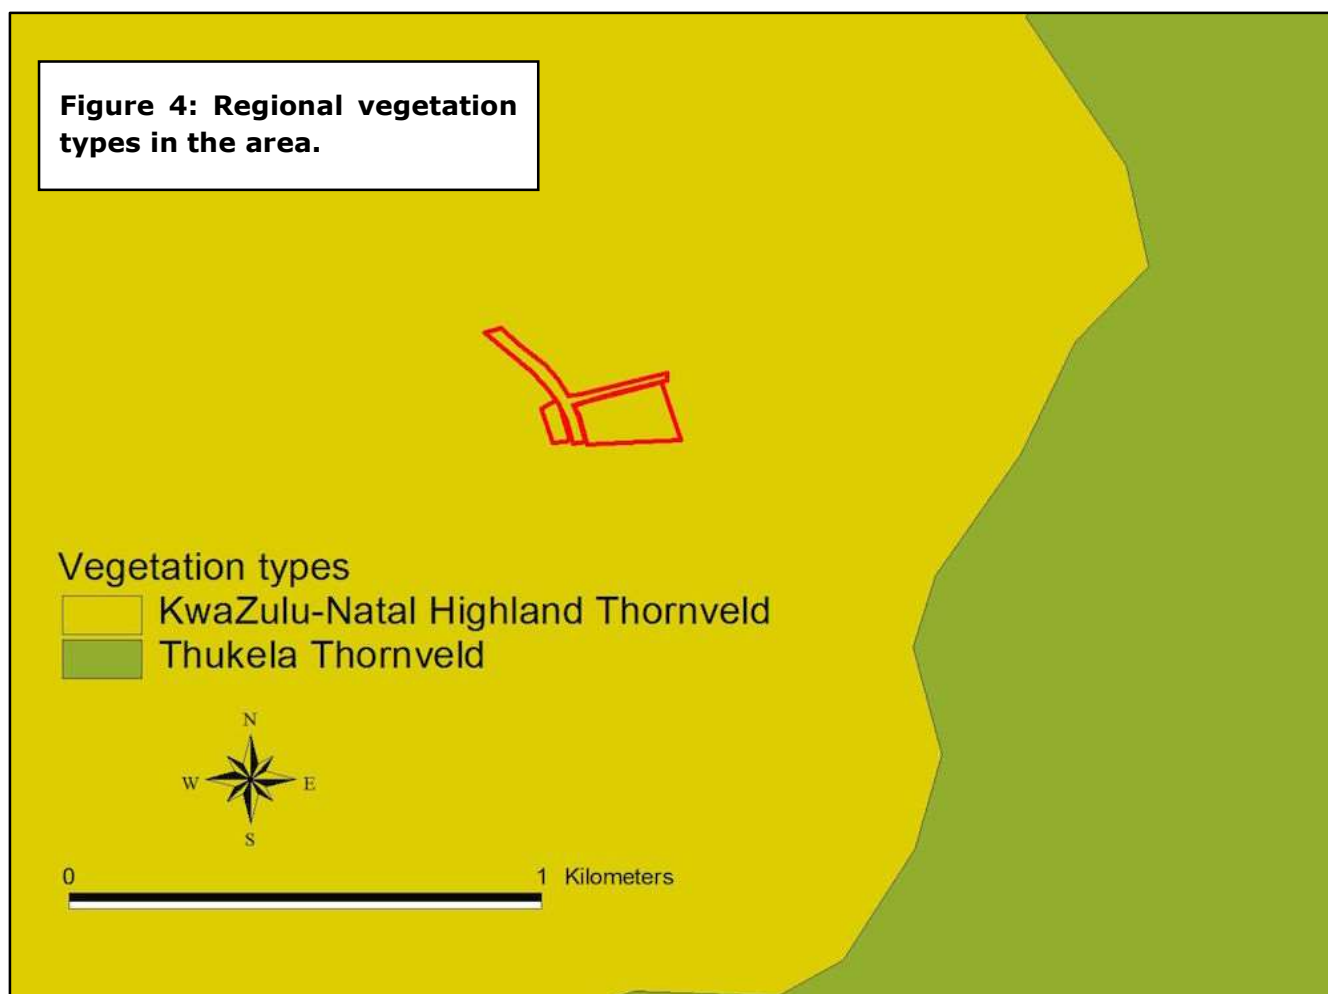 Figure 4: Regional vegetation
types in the area.
Vegetation types
KwaZulu-Natal Highland Thornveld
Thukela Thornveld
N
W E
S
0 1 Kilometers